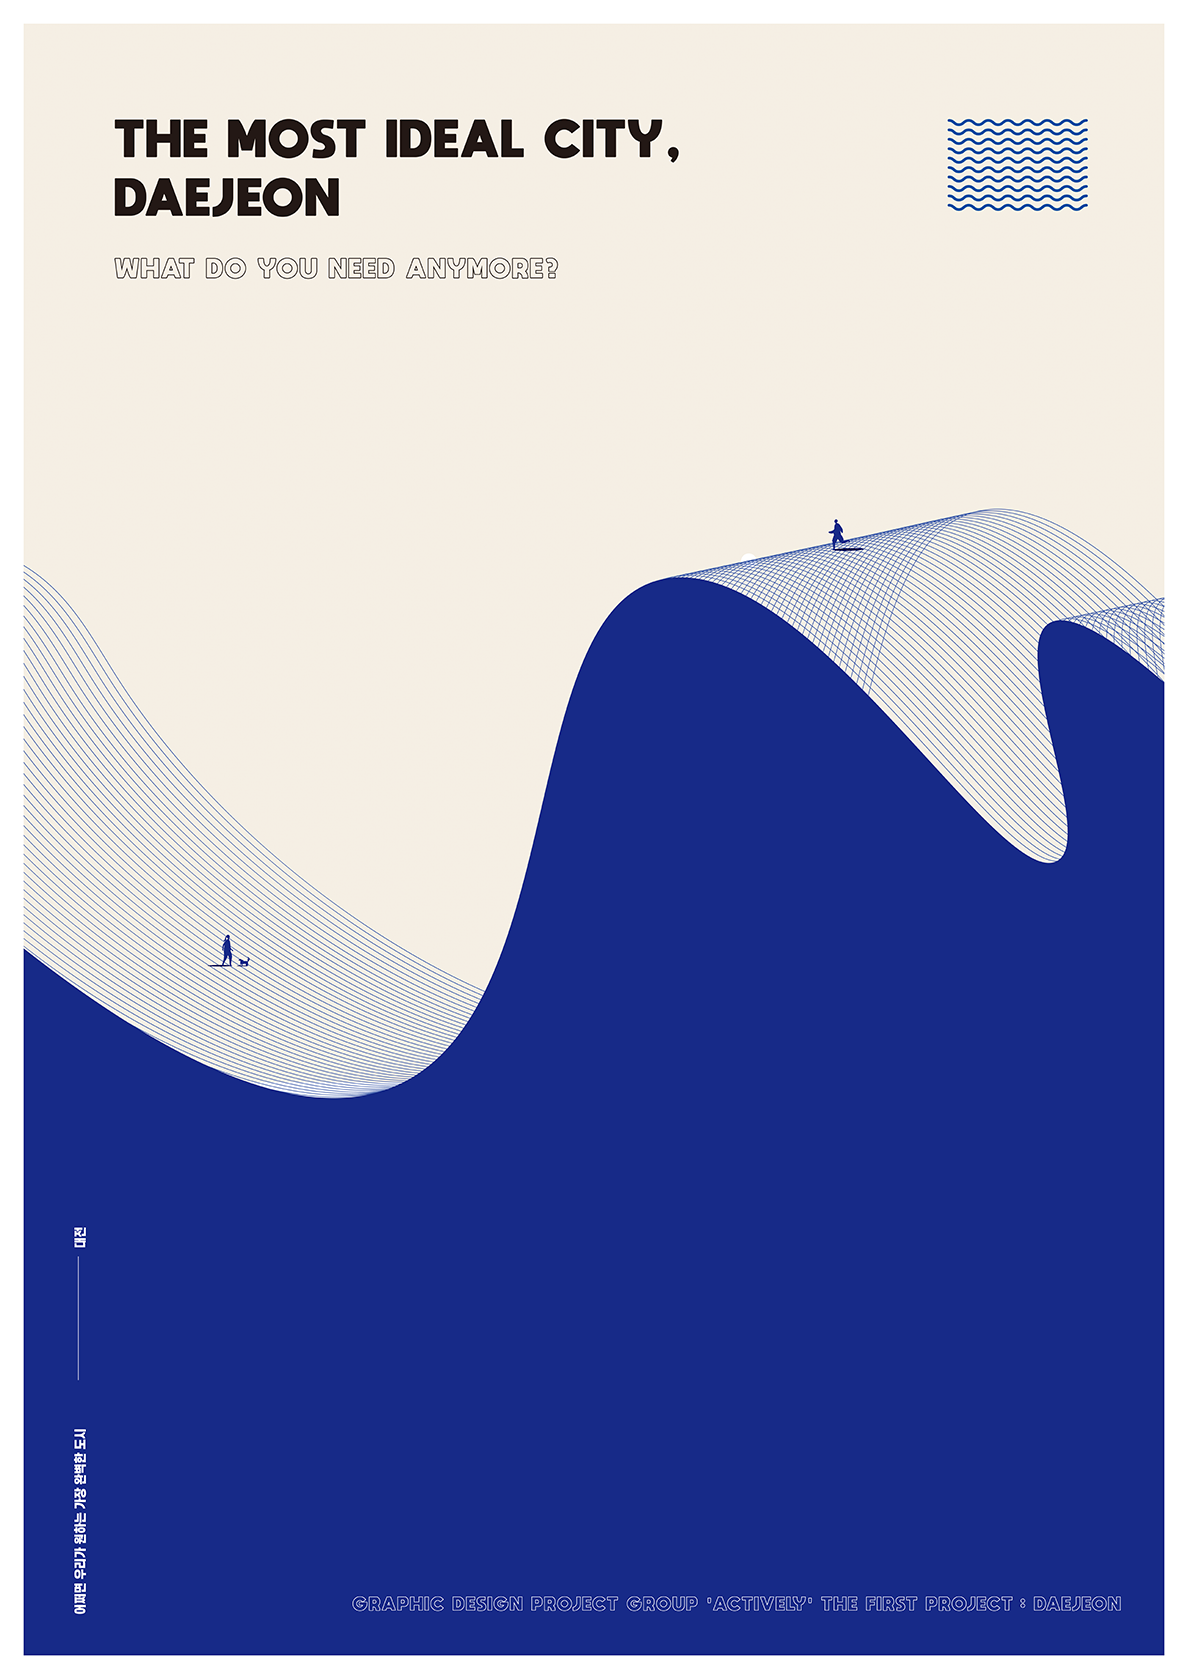 THE MOST IDEAL CITY,
DAEJEON
WHAT DO YOU NEED ANYMORE?
어쩌면 우리가 원하는 가장 완벽한 도시
대전
GRAPHIC DESIGN PROJECT GROUP 'ACTIVELY' THE FIRST PROJECT : DAEJEON